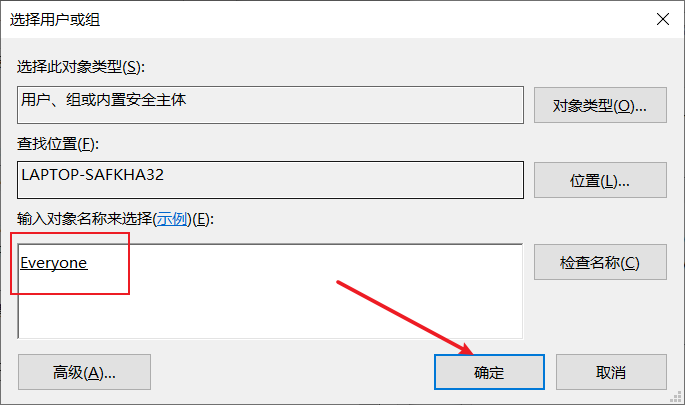 选择用户或组
选择此对象类型(S):
用户、组或内置安全主体
对象类型(O)...
查找位置(F):
LAPTOP-SAFKHA32
位置(L)...
输入对象名称来选择(示例)(E):
Everyone
检查名称(C)
高级(A)...
确定
取消